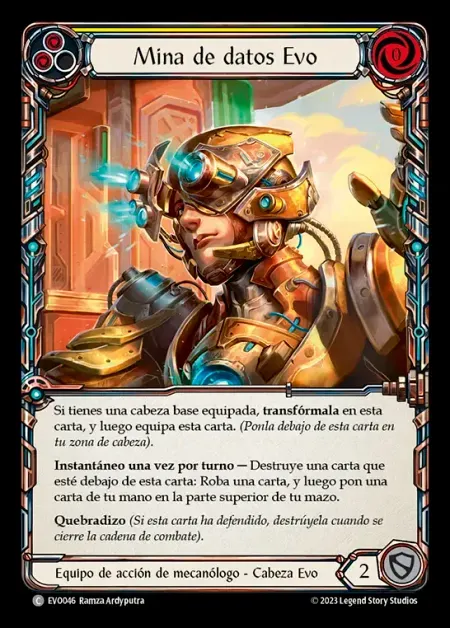 Mina de datos Evo
0
Si tienes una cabeza base equipada, transfórmala en esta
carta, y luego equipa esta carta. (Ponla debajo de esta carta en
tu zona de cabeza).
Instantáneo una vez por turno — Destruye una carta que
esté debajo de esta carta: Roba una carta, y luego pon una
carta de tu mano en la parte superior de tu mazo.
Quebradizo (Si esta carta ha defendido, destrúyela cuando se
cierre la cadena de combate).
Equipo de acción de mecanólogo - Cabeza Evo
2
C EVO046 Ramza Ardyputra
© 2023 Legend Story Studios